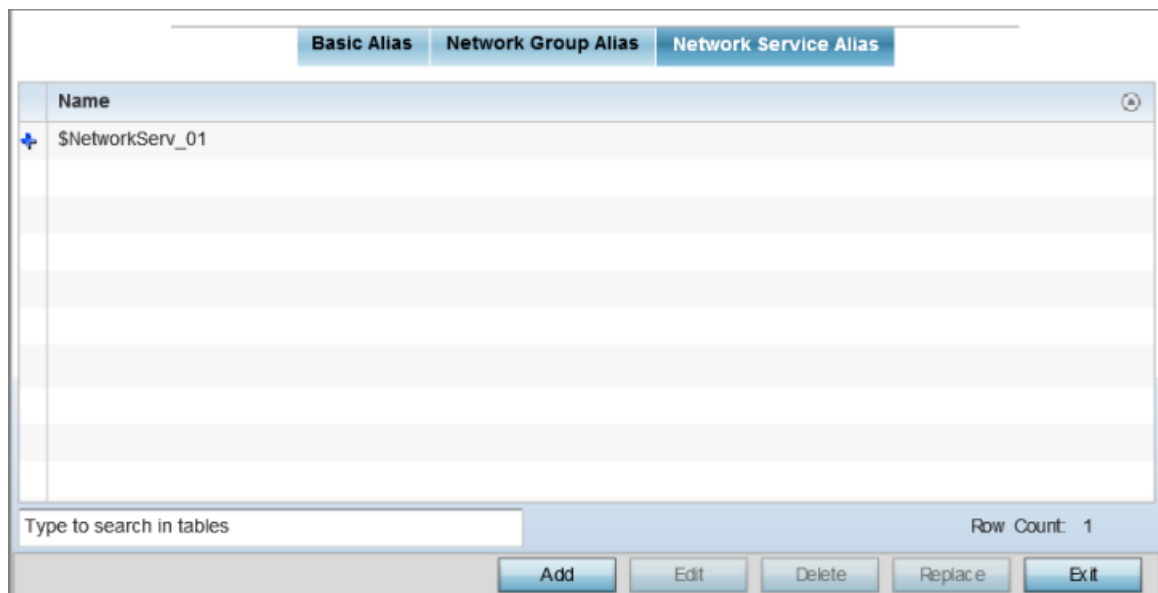 Basic Alias Network Group Alias Network Service Alias
Name
$NetworkServ_01
Type to search in tables Row Count: 1
Add Edit Delete Replace Exit